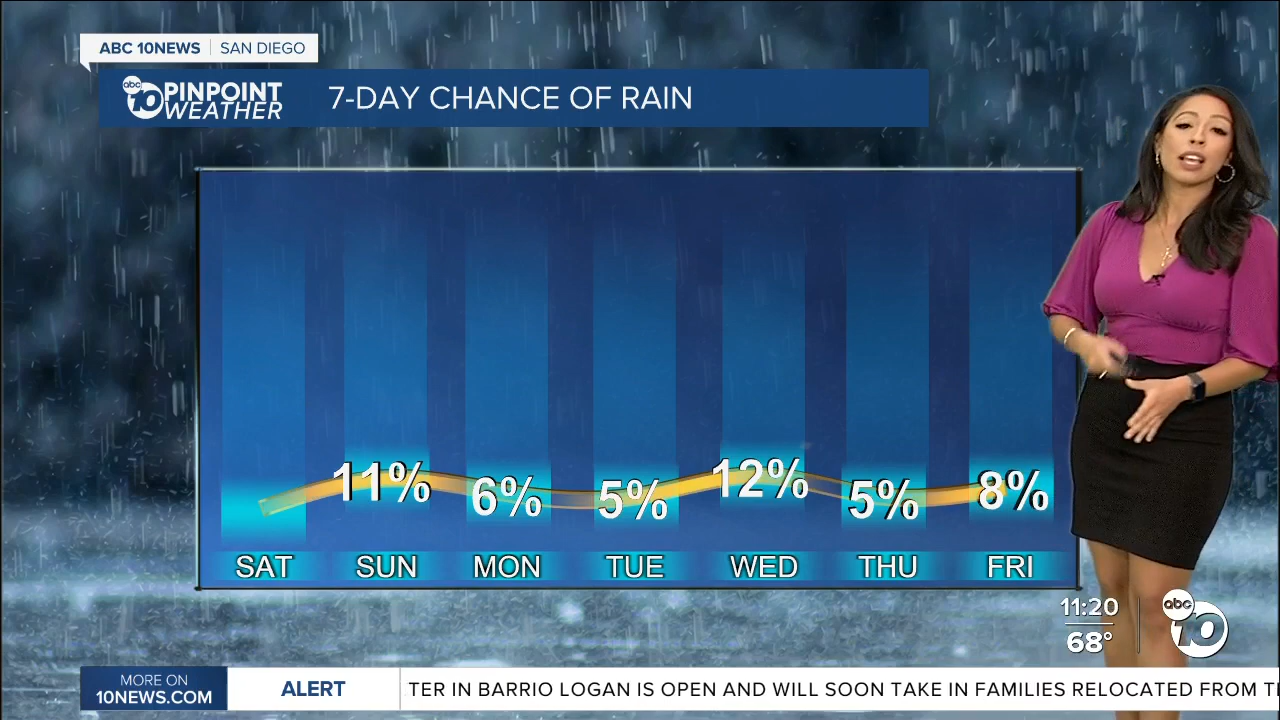 ABC 10NEWS | SAN DIEGO
abc 10 PINPOINT WEATHER
7-DAY CHANCE OF RAIN
11% 6% 5% 12% 5% 8%
SAT SUN MON TUE WED THU FRI
11:20
68°
abc 10
MORE ON
10NEWS.COM
ALERT
TER IN BARRIO LOGAN IS OPEN AND WILL SOON TAKE IN FAMILIES RELOCATED FROM